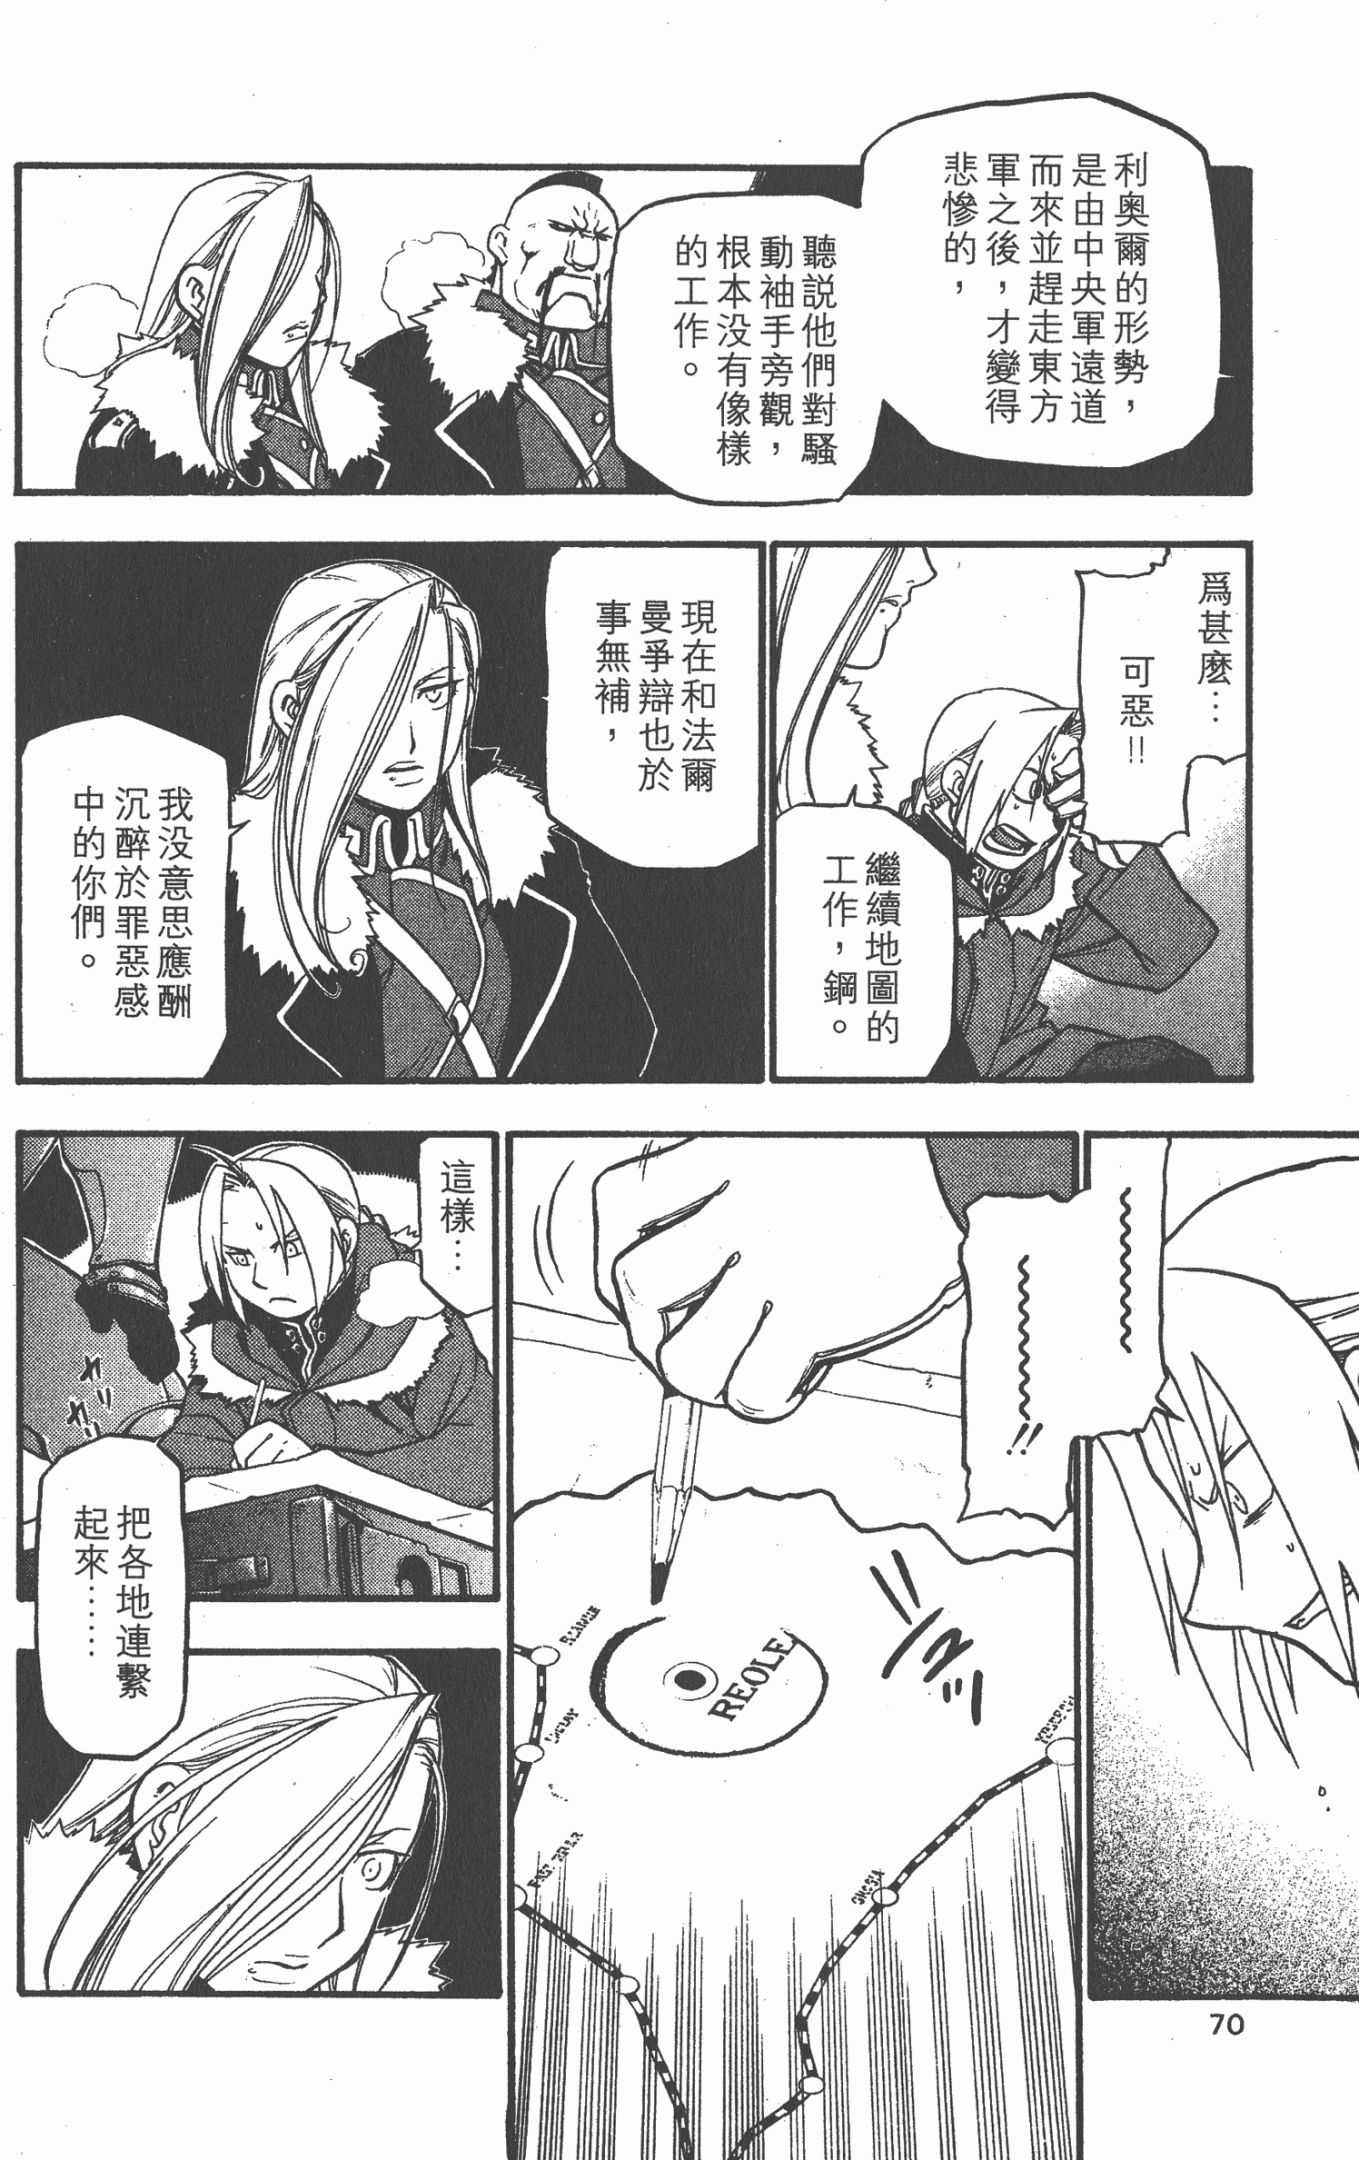 利奧爾的形勢，
是由中央軍遠道
而來並趕走東方
軍之後，才變得
悲慘的，
聽説他們對騷
動袖手旁觀，
根本没有像樣
的工作。
爲甚麼…
可惡!!
繼續地圖的
工作，鋼。
現在和法爾
曼爭辯也於
事無補，
我没意思應酬
沉醉於罪惡感
中的你們。
REOLE
這樣…
把各地連繫
起來……
70